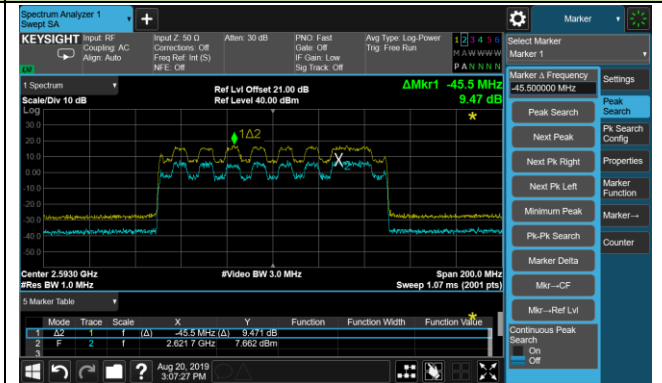 Spectrum Analyzer 1
Swept SA
+
Marker
KEYSIGHT Input: RF
Coupling: AC
Align: Auto
Input Z: 50 Ω
Corrections: Off
Freq Ref: Int (S)
NFE: Off
Atten: 30 dB
PNO: Fast
Gate: Off
IF Gain: Low
Sig Track: Off
Avg Type: Log-Power
Trig: Free Run
1 2 3 4 5 6
M A W W W W
P A N N N N
Select Marker
Marker 1
1 Spectrum
Scale/Div 10 dB
Log
Ref Lvl Offset 21.00 dB
Ref Level 40.00 dBm
ΔMkr1 -45.5 MHz
9.47 dB
30.0
20.0
10.0
0.00
-10.0
-20.0
-30.0
-40.0
-50.0
1Δ2
X2
Center 2.5930 GHz
#Res BW 1.0 MHz
#Video BW 3.0 MHz
Span 200.0 MHz
Sweep 1.07 ms (2001 pts)
5 Marker Table
Mode Trace Scale X Y Function Function Width Function Value
1 Δ2 1 f (Δ) -45.5 MHz (Δ) 9.471 dB
2 F 2 f 2.621 7 GHz 7.662 dBm
3
Marker Δ Frequency
-45.500000 MHz
Peak Search
Next Peak
Next Pk Right
Next Pk Left
Minimum Peak
Pk-Pk Search
Marker Delta
Mkr→CF
Mkr→Ref Lvl
Continuous Peak
Search
On
Off
Settings
Peak
Search
Pk Search
Config
Properties
Marker
Function
Marker→
Counter
?
Aug 20, 2019
3:07:27 PM